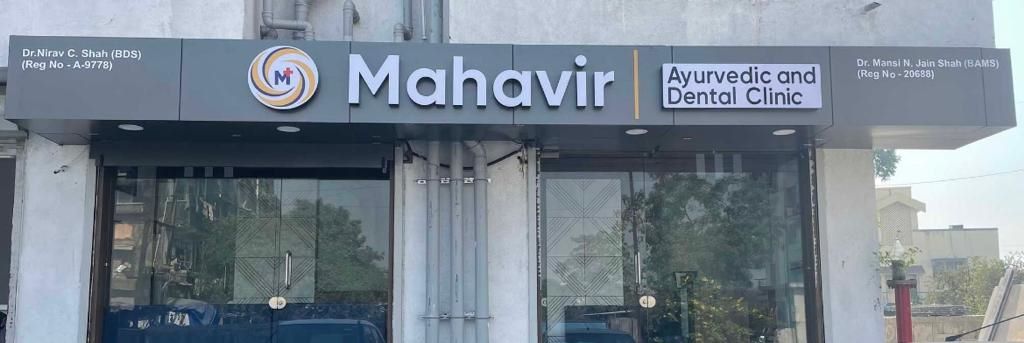 Dr.Nirav C. Shah (BDS)
(Reg No - A-9778)
M
Mahavir
Ayurvedic and
Dental Clinic
Dr. Mansi N. Jain Shah (BAMS)
(Reg No - 20688)